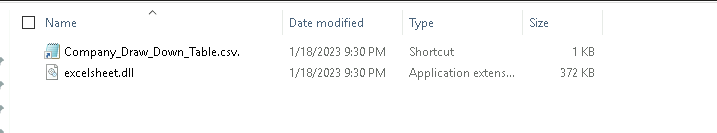 Name Date modified Type Size
Company_Draw_Down_Table.csv. 1/18/2023 9:30 PM Shortcut 1 KB
excelsheet.dll 1/18/2023 9:30 PM Application extens... 372 KB